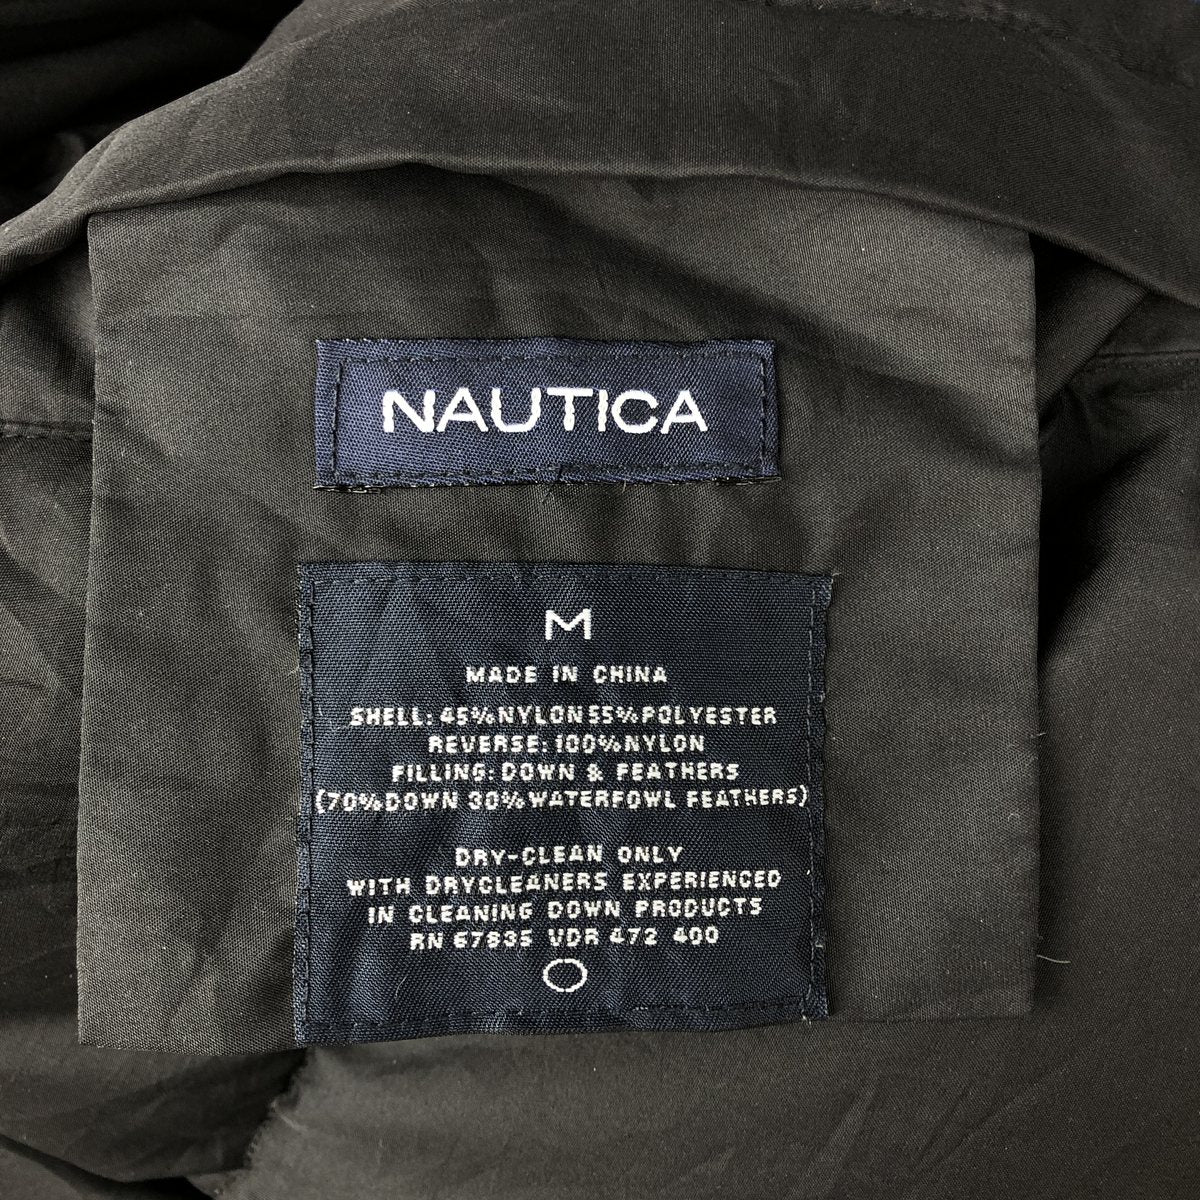 NAUTICA
M
MADE IN CHINA
SHELL: 45% NYLON 55% POLYESTER
REVERSE: 100% NYLON
FILLING: DOWN & FEATHERS
(70% DOWN 30% WATERFOWL FEATHERS)
DRY-CLEAN ONLY
WITH DRYCLEANERS EXPERIENCED
IN CLEANING DOWN PRODUCTS
RN 67835 VDR 472 400